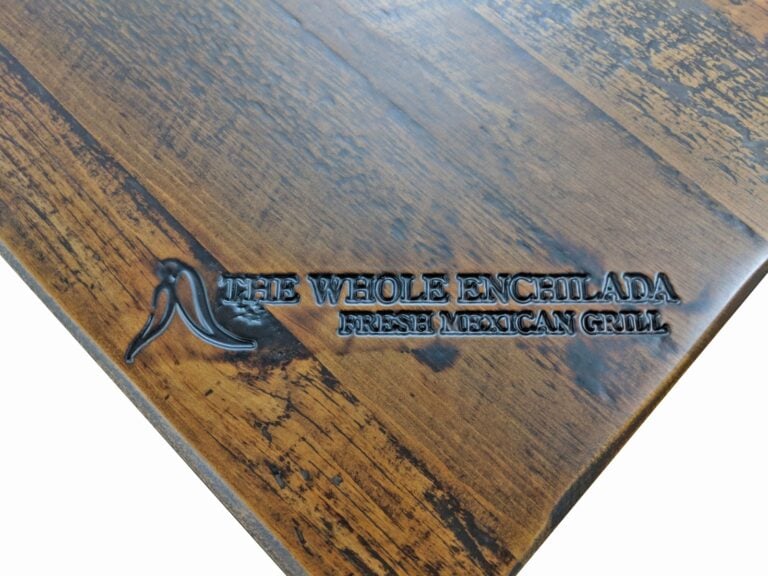 THE WHOLE ENCHILADA
FRESH MEXICAN GRILL